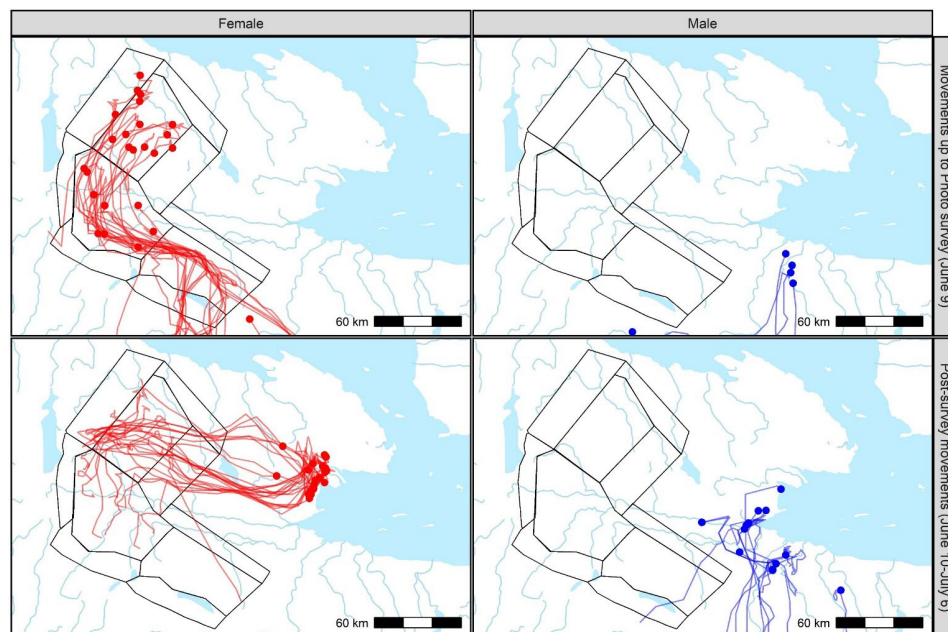 Female
Male
Movements up to Photo survey (June 9)
60 km
60 km
Post-survey movements (June 10-July 6)
60 km
60 km